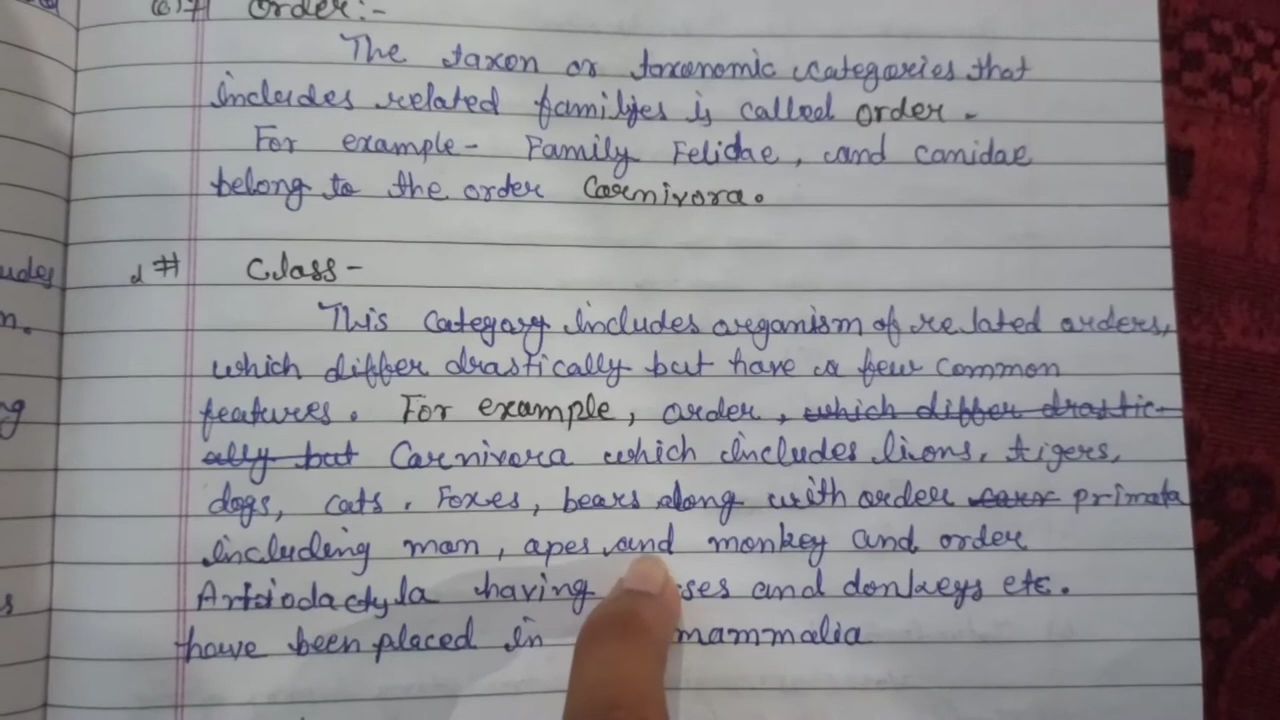 Order:-
The taxon or taxonomic categories that
includes related families is called order.
For example- Family Felidae, and canidae
belong to the order Carnivora.
d # Class-
This category includes organism of related orders,
which differ drastically but have a few common
features. For example, order, which differ drastic-
ally but Carnivora which includes lions, tigers,
dogs, cats, Foxes, bears along with order primata
including man, apes and monkey and order
Artiodactyla having ses and donkeys etc.
have been placed in mammalia